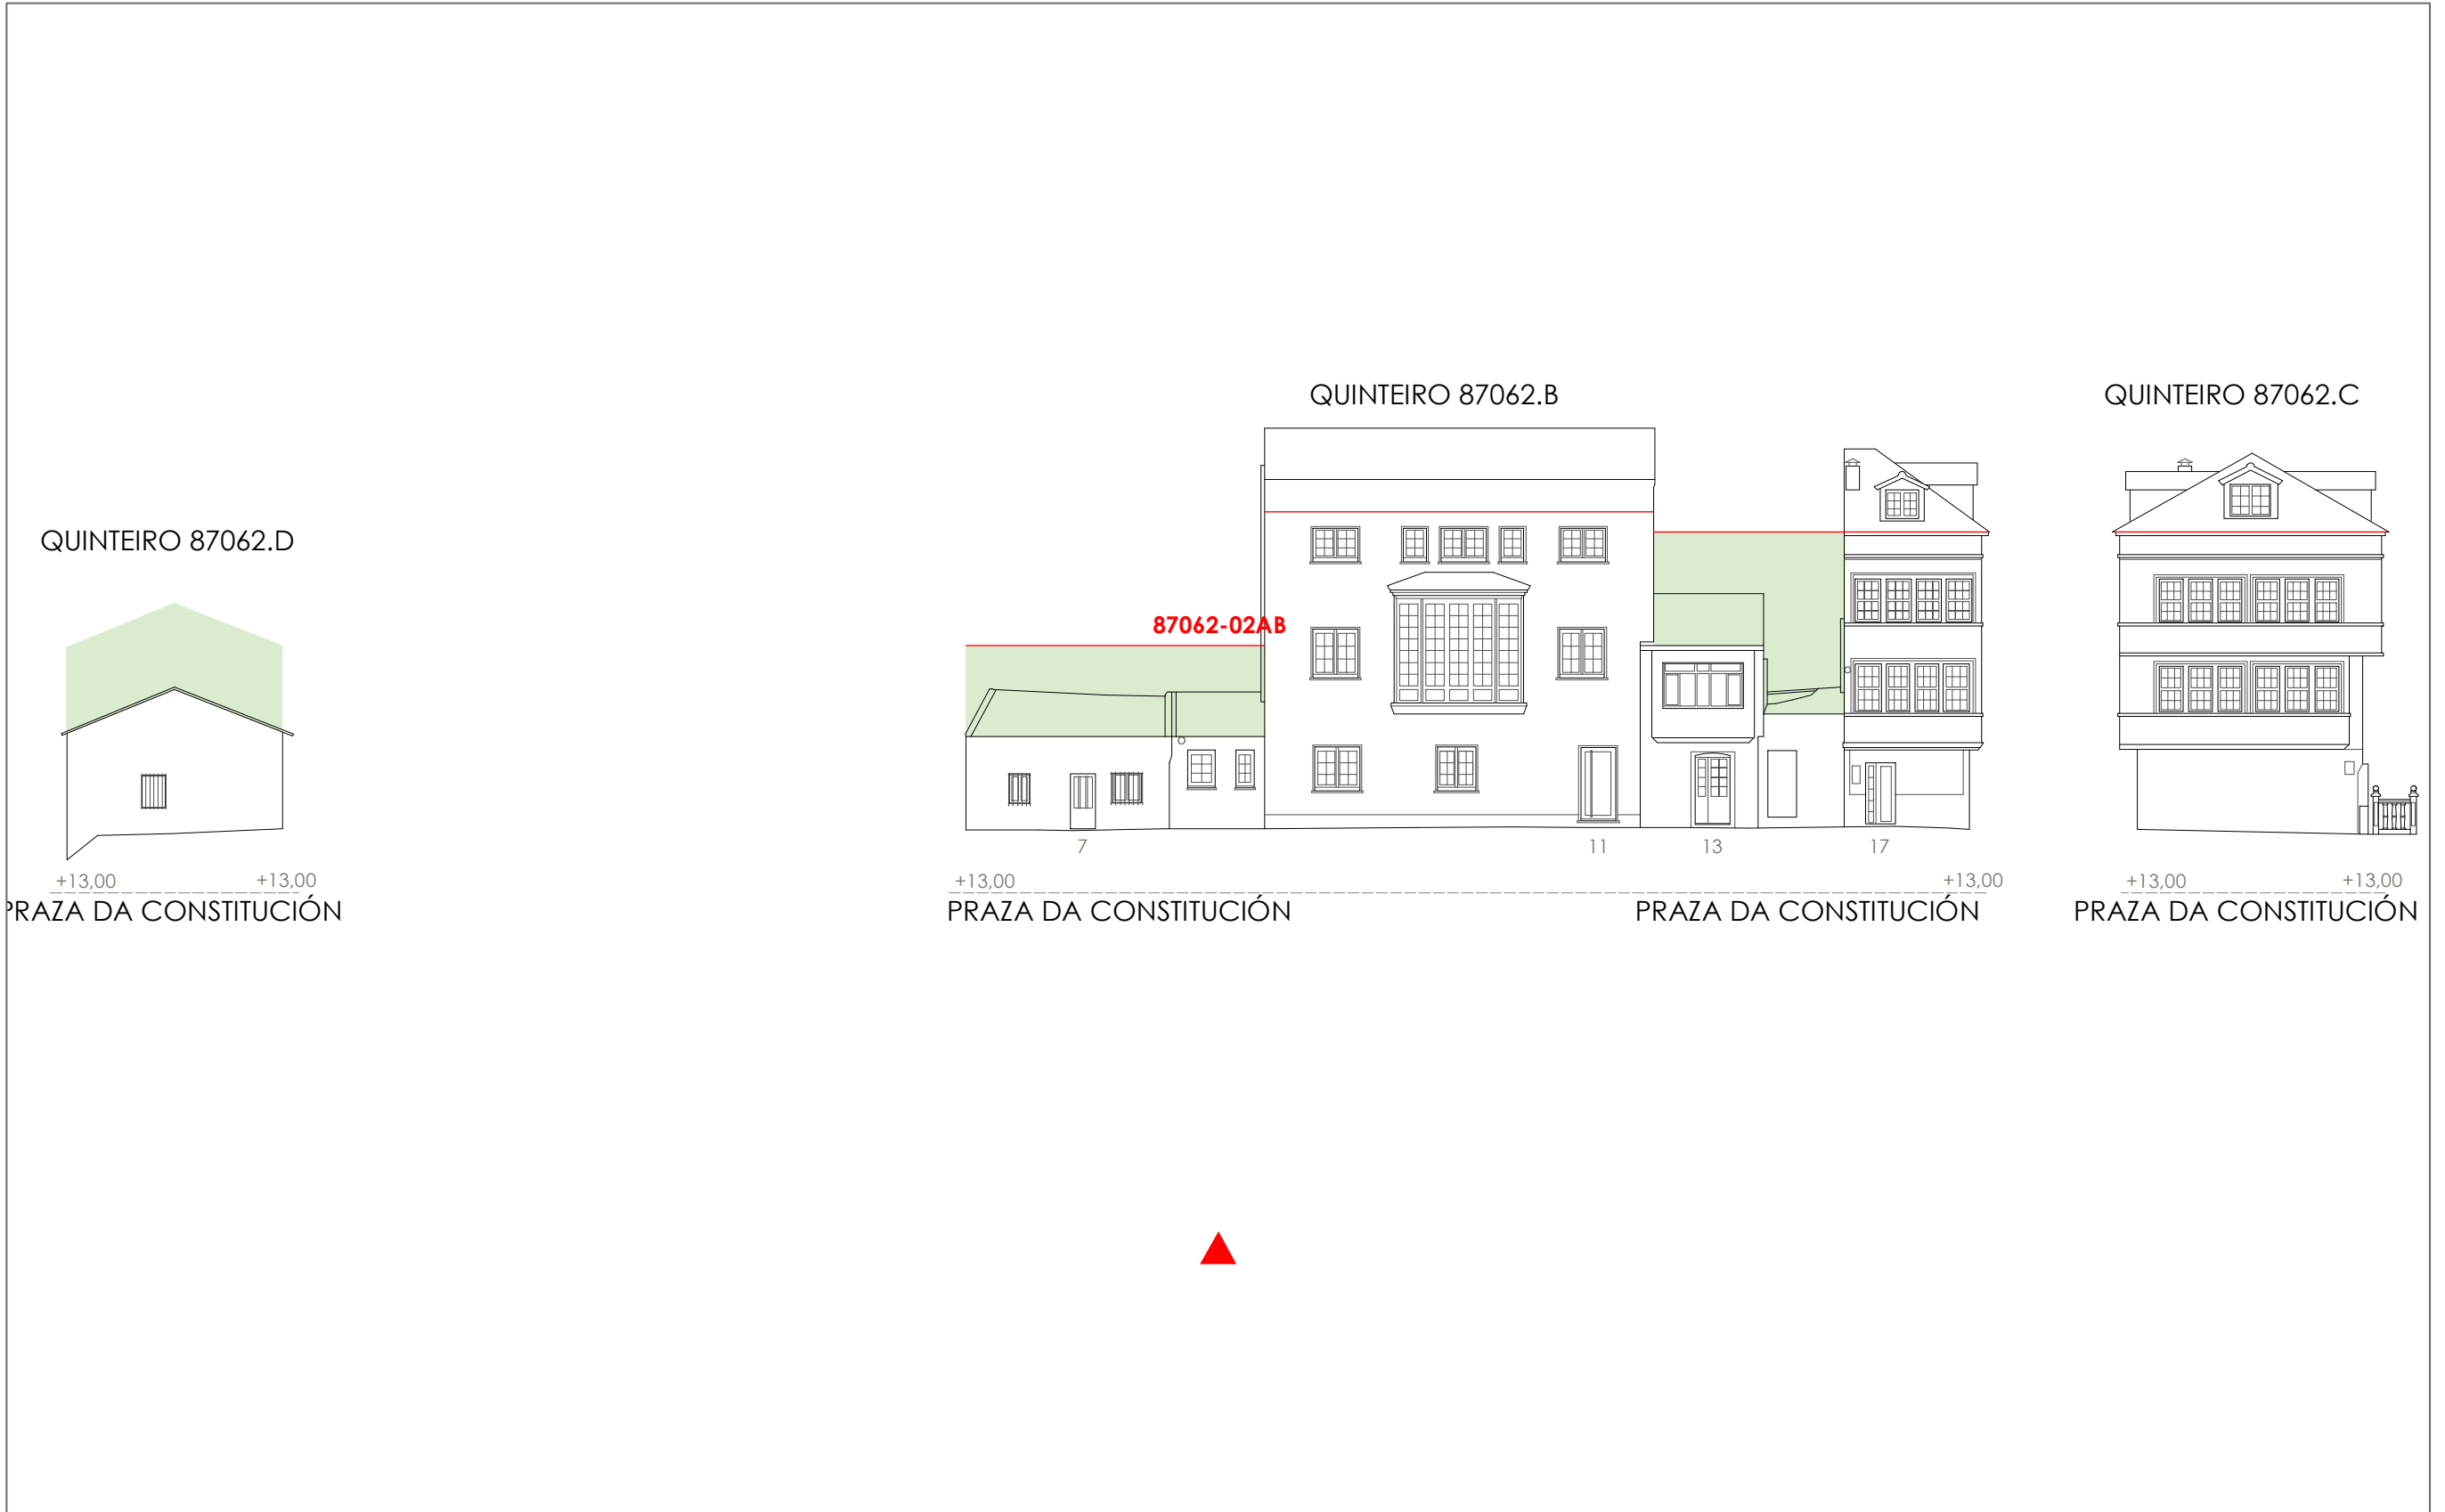 QUINTEIRO 87062.B
QUINTEIRO 87062.C
QUINTEIRO 87062.D
87062-02AB
7
11
13
17
+13,00
+13,00
+13,00
+13,00
+13,00
+13,00
PRAZA DA CONSTITUCIÓN
PRAZA DA CONSTITUCIÓN
PRAZA DA CONSTITUCIÓN
PRAZA DA CONSTITUCIÓN